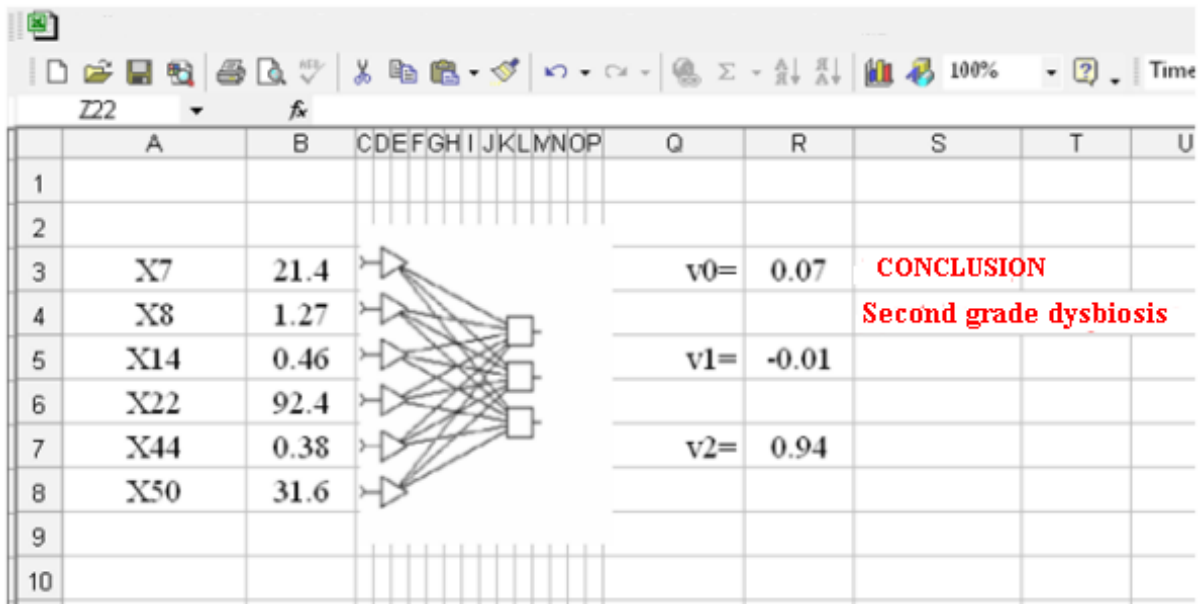 100% Time
Z22 fx
A B C D E F G H I J K L M N O P Q R S T U
1
2
3 X7 21.4 v0= 0.07 CONCLUSION
4 X8 1.27 Second grade dysbiosis
5 X14 0.46 v1= -0.01
6 X22 92.4
7 X44 0.38 v2= 0.94
8 X50 31.6
9
10